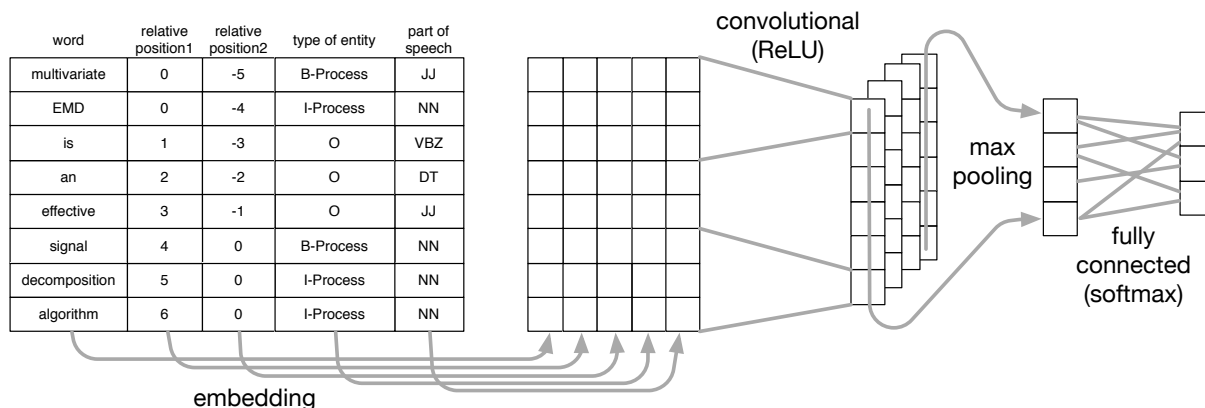 word relative position1 relative position2 type of entity part of speech
multivariate 0 -5 B-Process JJ
EMD 0 -4 I-Process NN
is 1 -3 O VBZ
an 2 -2 O DT
effective 3 -1 O JJ
signal 4 0 B-Process NN
decomposition 5 0 I-Process NN
algorithm 6 0 I-Process NN
embedding
convolutional
(ReLU)
max
pooling
fully
connected
(softmax)